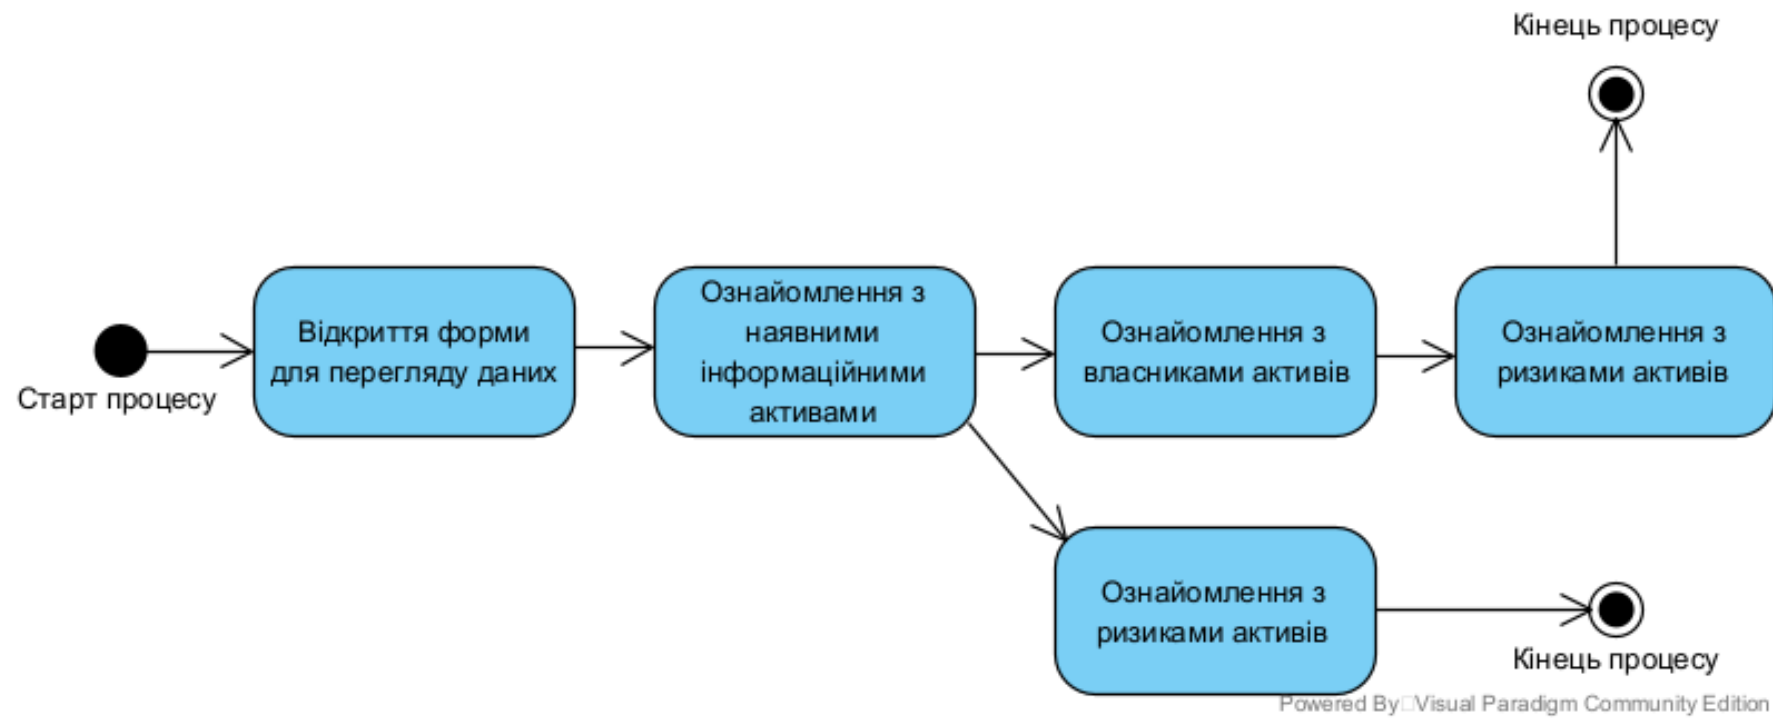 Кінець процесу
Старт процесу
Відкриття форми
для перегляду даних
Ознайомлення з
наявними
інформаційними
активами
Ознайомлення з
власниками активів
Ознайомлення з
ризиками активів
Ознайомлення з
ризиками активів
Кінець процесу
Powered By Visual Paradigm Community Edition